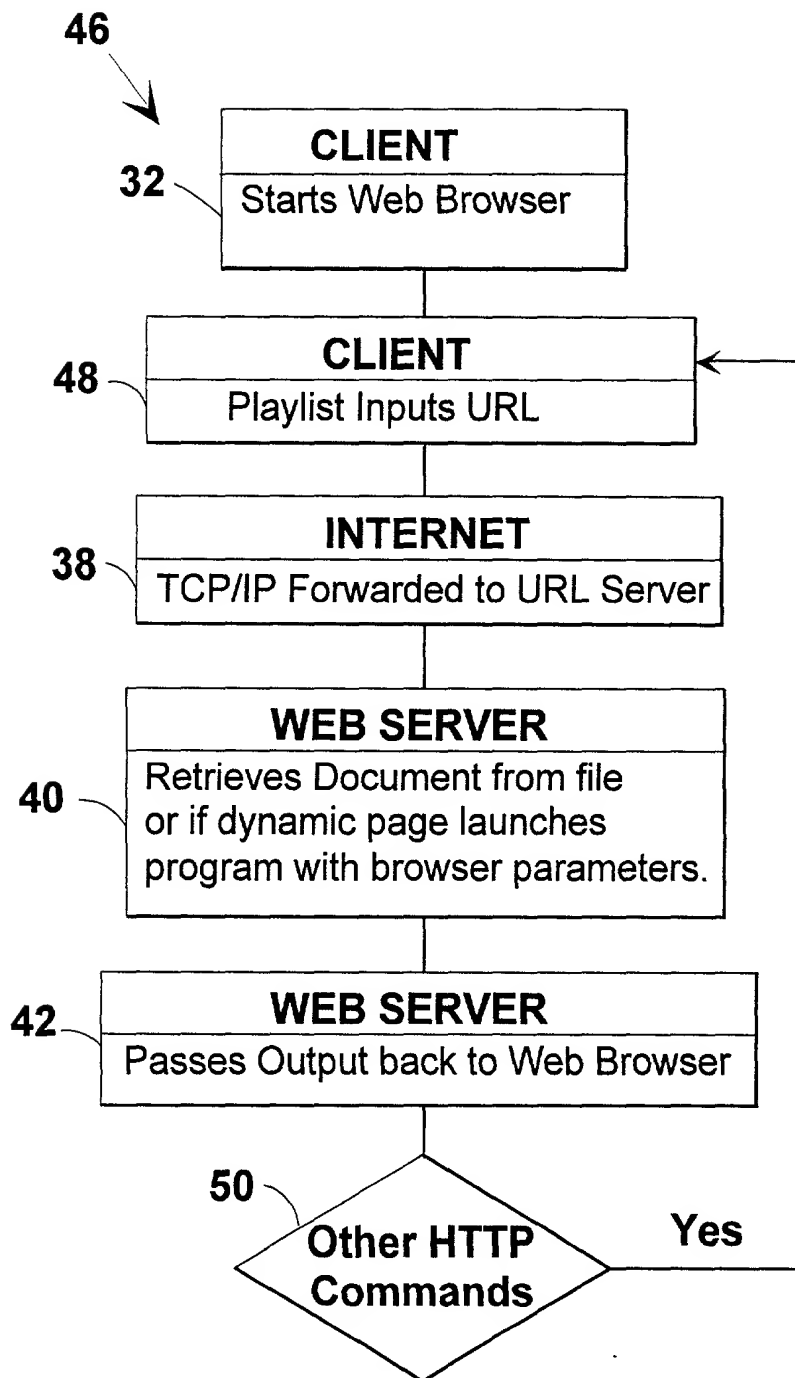 46
CLIENT
32
Starts Web Browser
CLIENT
48
Playlist Inputs URL
INTERNET
38
TCP/IP Forwarded to URL Server
WEB SERVER
40
Retrieves Document from file
or if dynamic page launches
program with browser parameters.
WEB SERVER
42
Passes Output back to Web Browser
50
Other HTTP
Commands
Yes